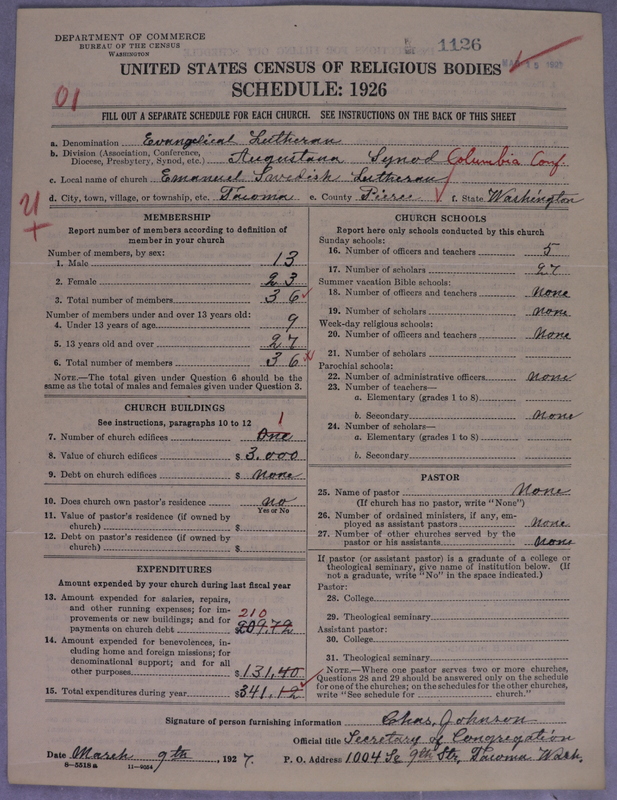 DEPARTMENT OF COMMERCE
BUREAU OF THE CENSUS
WASHINGTON
1126
UNITED STATES CENSUS OF RELIGIOUS BODIES
SCHEDULE: 1926
01
FILL OUT A SEPARATE SCHEDULE FOR EACH CHURCH. SEE INSTRUCTIONS ON THE BACK OF THIS SHEET
a. Denomination Evangelical Lutheran
b. Division (Association, Conference, Diocese, Presbytery, Synod, etc.) Augustana Synod Columbia Conf.
c. Local name of church Emanuel Swedish Lutheran
d. City, town, village, or township, etc. Tacoma e. County Pierce f. State Washington
MEMBERSHIP
Report number of members according to definition of
member in your church
Number of members, by sex:
1. Male 13
2. Female 23
3. Total number of members 36
Number of members under and over 13 years old:
4. Under 13 years of age 9
5. 13 years old and over 27
6. Total number of members 36
NOTE.—The total given under Question 6 should be the
same as the total of males and females given under Question 3.
CHURCH BUILDINGS
See instructions, paragraphs 10 to 12
1
7. Number of church edifices One
8. Value of church edifices $3.000
9. Debt on church edifices $None
10. Does church own pastor's residence no
Yes or No
11. Value of pastor's residence (if owned by
church) $
12. Debt on pastor's residence (if owned by
church) $
EXPENDITURES
Amount expended by your church during last fiscal year
13. Amount expended for salaries, repairs,
and other running expenses; for im-
provements or new buildings; and for 210
payments on church debt $209.72
14. Amount expended for benevolences, in-
cluding home and foreign missions; for
denominational support; and for all
other purposes $131.40
15. Total expenditures during year $341.12
CHURCH SCHOOLS
Report here only schools conducted by this church
Sunday schools:
16. Number of officers and teachers 5
17. Number of scholars 27
Summer vacation Bible schools:
18. Number of officers and teachers None
19. Number of scholars None
Week-day religious schools:
20. Number of officers and teachers None
21. Number of scholars
Parochial schools:
22. Number of administrative officers None
23. Number of teachers—
a. Elementary (grades 1 to 8)
b. Secondary None
24. Number of scholars—
a. Elementary (grades 1 to 8)
b. Secondary
PASTOR
25. Name of pastor None
(If church has no pastor, write "None")
26. Number of ordained ministers, if any, em-
ployed as assistant pastors None
27. Number of other churches served by the
pastor or his assistants None
If pastor (or assistant pastor) is a graduate of a college or
theological seminary, give name of institution below. (If
not a graduate, write "No" in the space indicated.)
Pastor:
28. College
29. Theological seminary
Assistant pastor:
30. College
31. Theological seminary
NOTE.—Where one pastor serves two or more churches,
Questions 28 and 29 should be answered only on the schedule
for one of the churches; on the schedules for the other churches,
write "See schedule for church."
Signature of person furnishing information Chas, Johnson
Official title Secretary of Congregation
Date March 9th, 1927. P. O. Address 1004 So 9th Str, Tacoma Wash.
8-5518a 11-9024